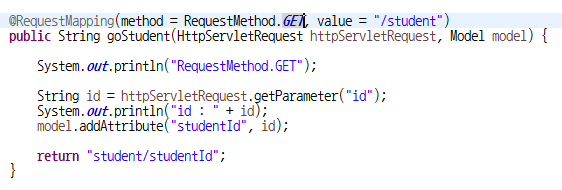 @RequestMapping(method = RequestMethod.GET, value = "/student")
public String goStudent(HttpServletRequest httpServletRequest, Model model) {
System.out.println("RequestMethod.GET");
String id = httpServletRequest.getParameter("id");
System.out.println("id : " + id);
model.addAttribute("studentId", id);
return "student/studentId";
}